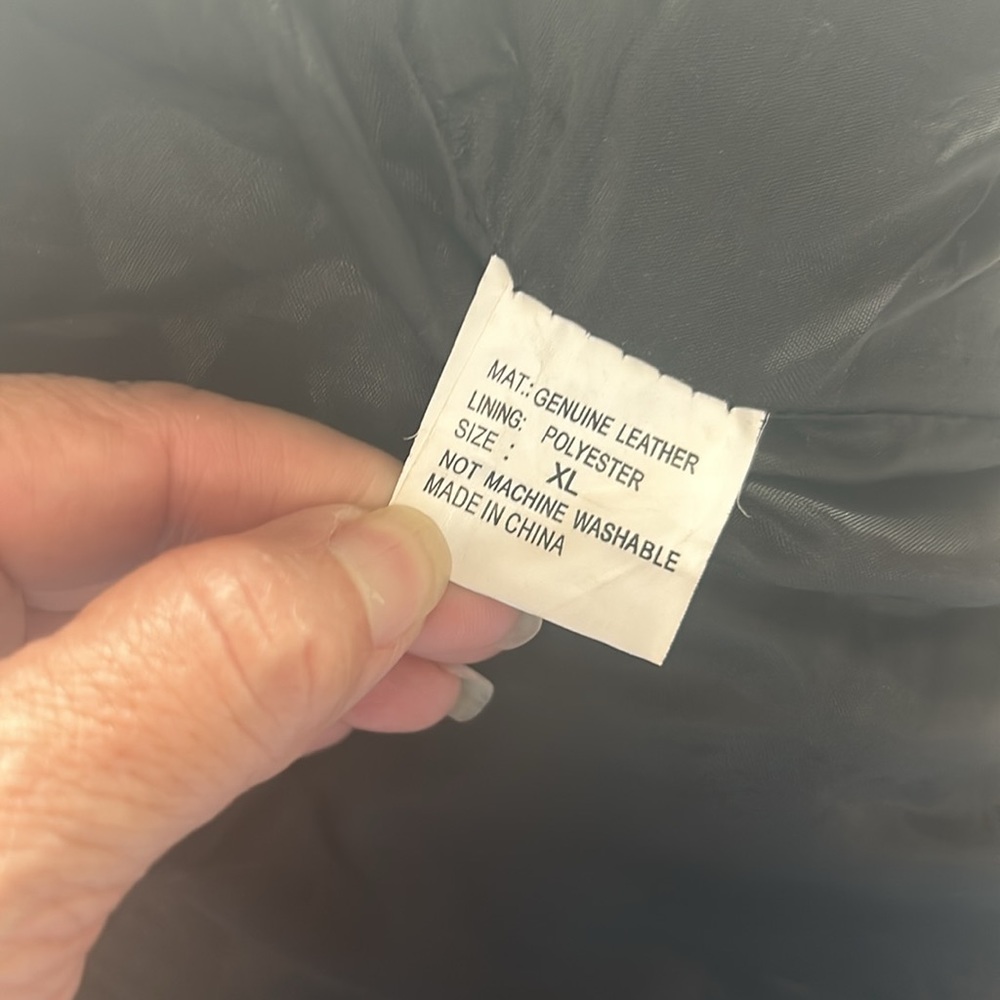 MAT.: GENUINE LEATHER
LINING: POLYESTER
SIZE : XL
NOT MACHINE WASHABLE
MADE IN CHINA